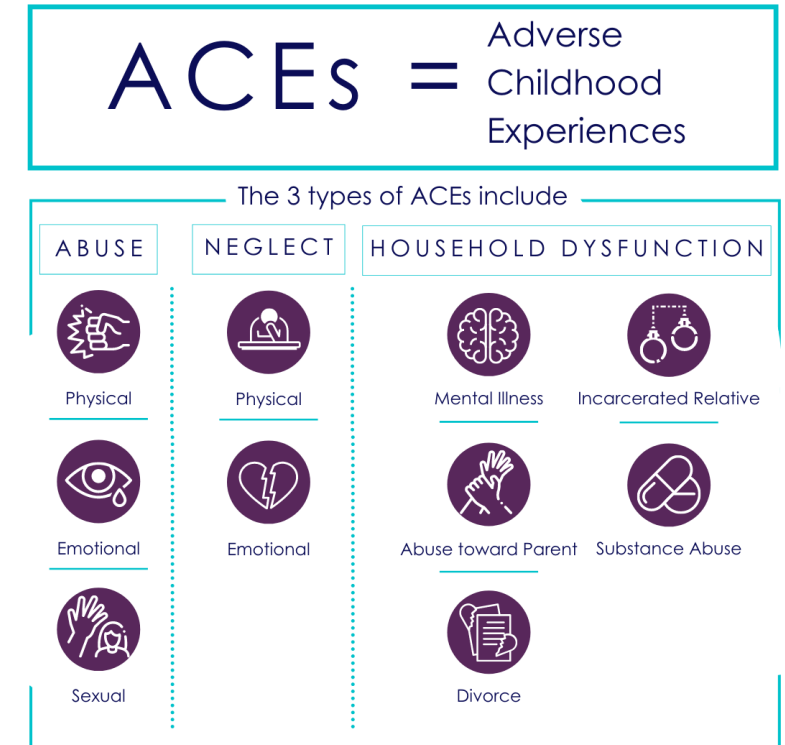 ACEs = Adverse
Childhood
Experiences
The 3 types of ACEs include
ABUSE
Physical
Emotional
Sexual
NEGLECT
Physical
Emotional
HOUSEHOLD DYSFUNCTION
Mental Illness
Incarcerated Relative
Abuse toward Parent
Substance Abuse
Divorce